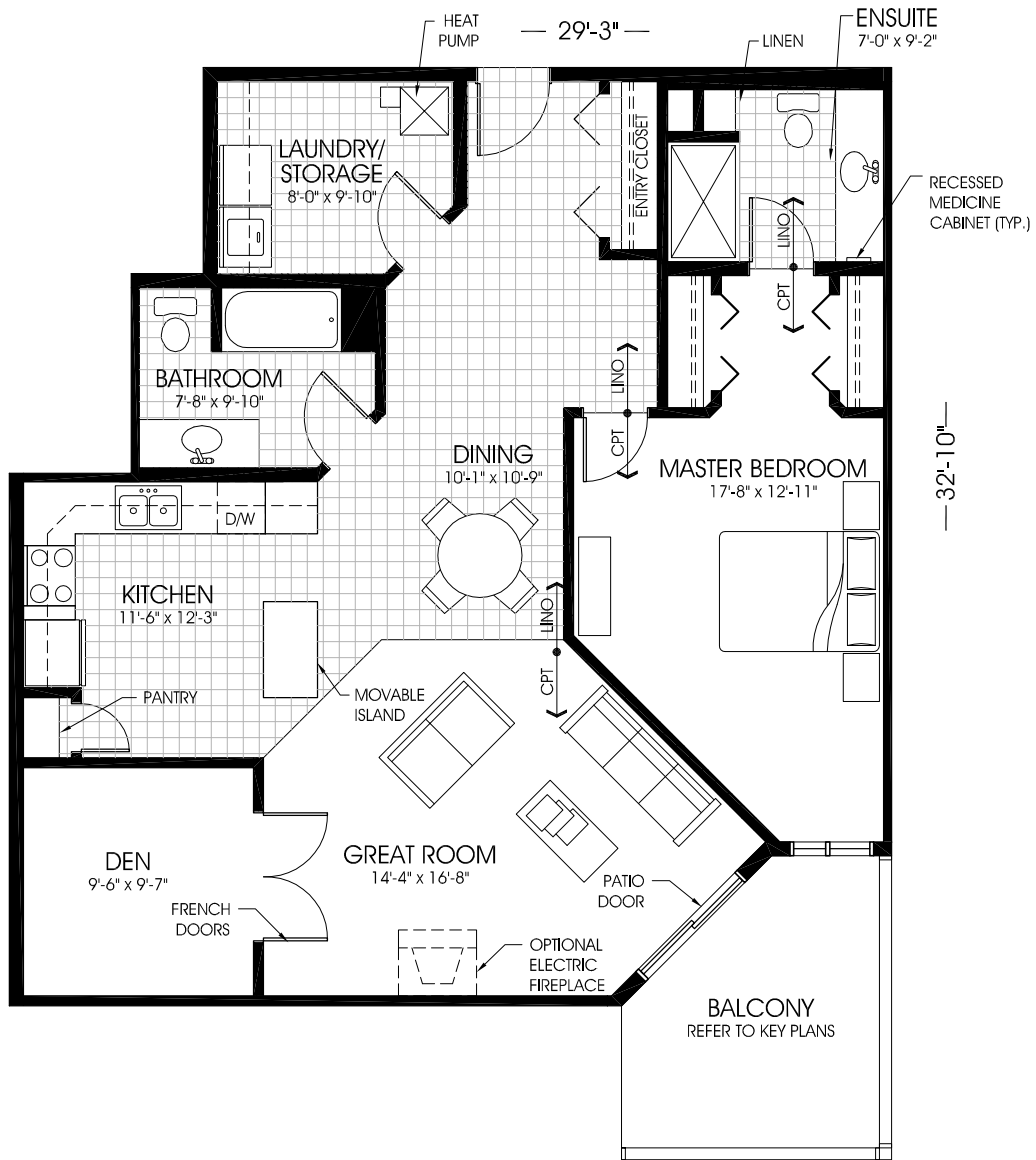 HEAT
PUMP
29'-3"
LINEN
ENSUITE
7'-0" x 9'-2"
LAUNDRY/
STORAGE
8'-0" x 9'-10"
ENTRY CLOSET
RECESSED
MEDICINE
CABINET (TYP.)
LINO
CPT
BATHROOM
7'-8" x 9'-10"
LINO
CPT
DINING
10'-1" x 10'-9"
MASTER BEDROOM
17'-8" x 12'-11"
32'-10"
D/W
KITCHEN
11'-6" x 12'-3"
LINO
CPT
PANTRY
MOVABLE
ISLAND
DEN
9'-6" x 9'-7"
GREAT ROOM
14'-4" x 16'-8"
PATIO
DOOR
FRENCH
DOORS
OPTIONAL
ELECTRIC
FIREPLACE
BALCONY
REFER TO KEY PLANS